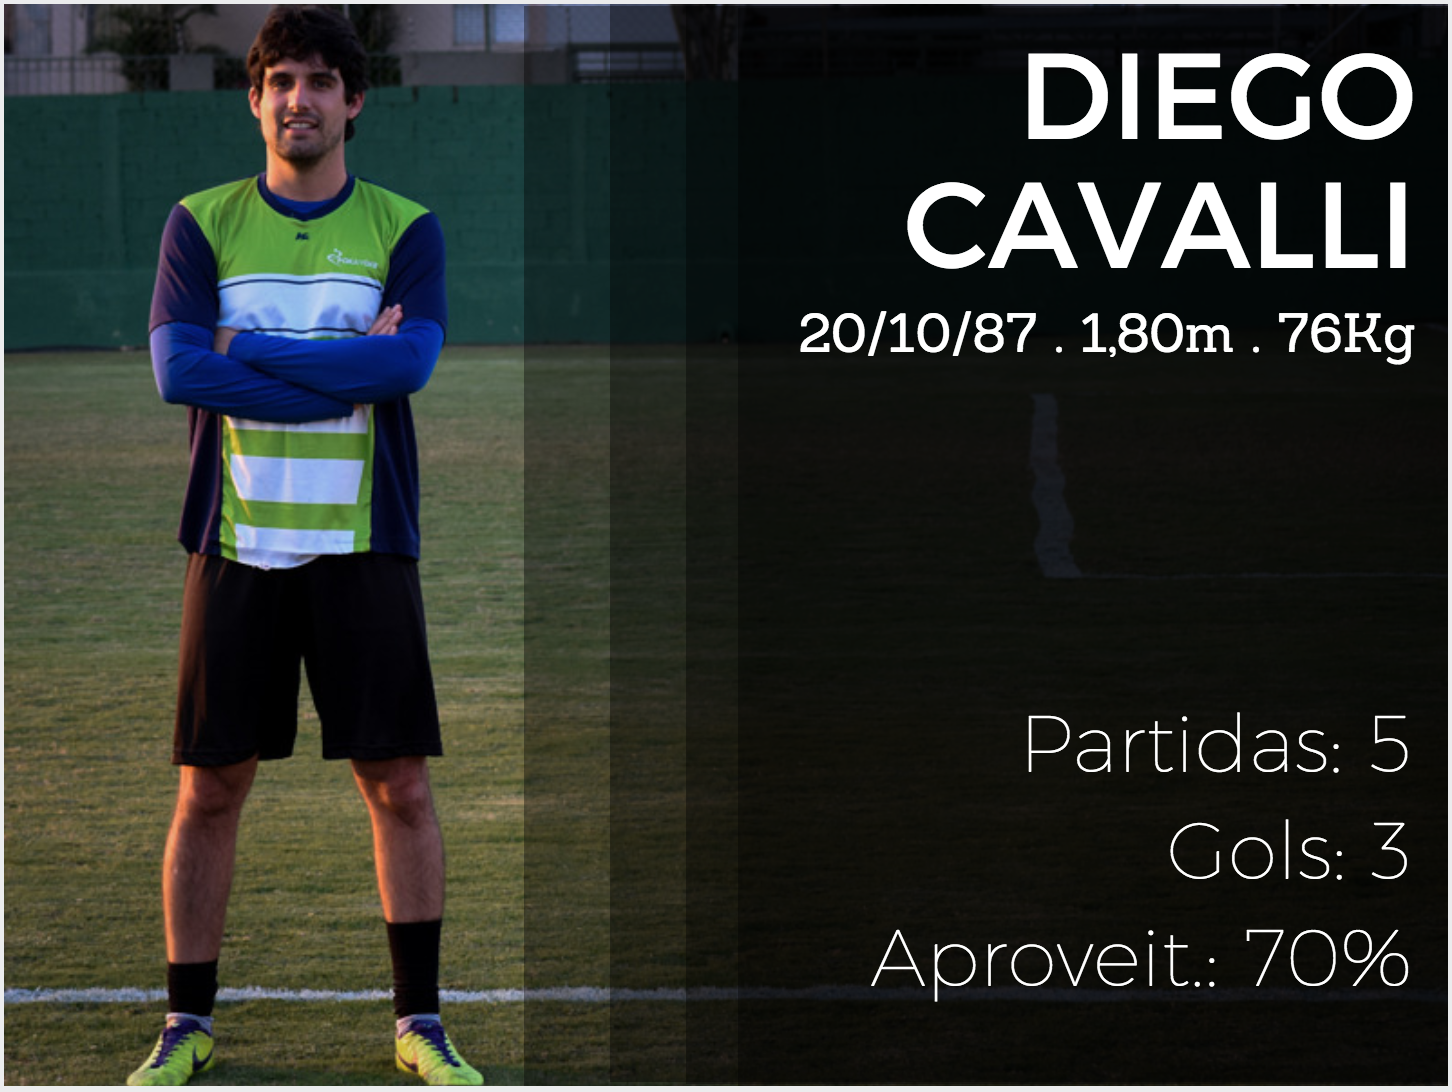 DIEGO
CAVALLI
20/10/87 . 1,80m . 76Kg
Partidas: 5
Gols: 3
Aproveit.: 70%